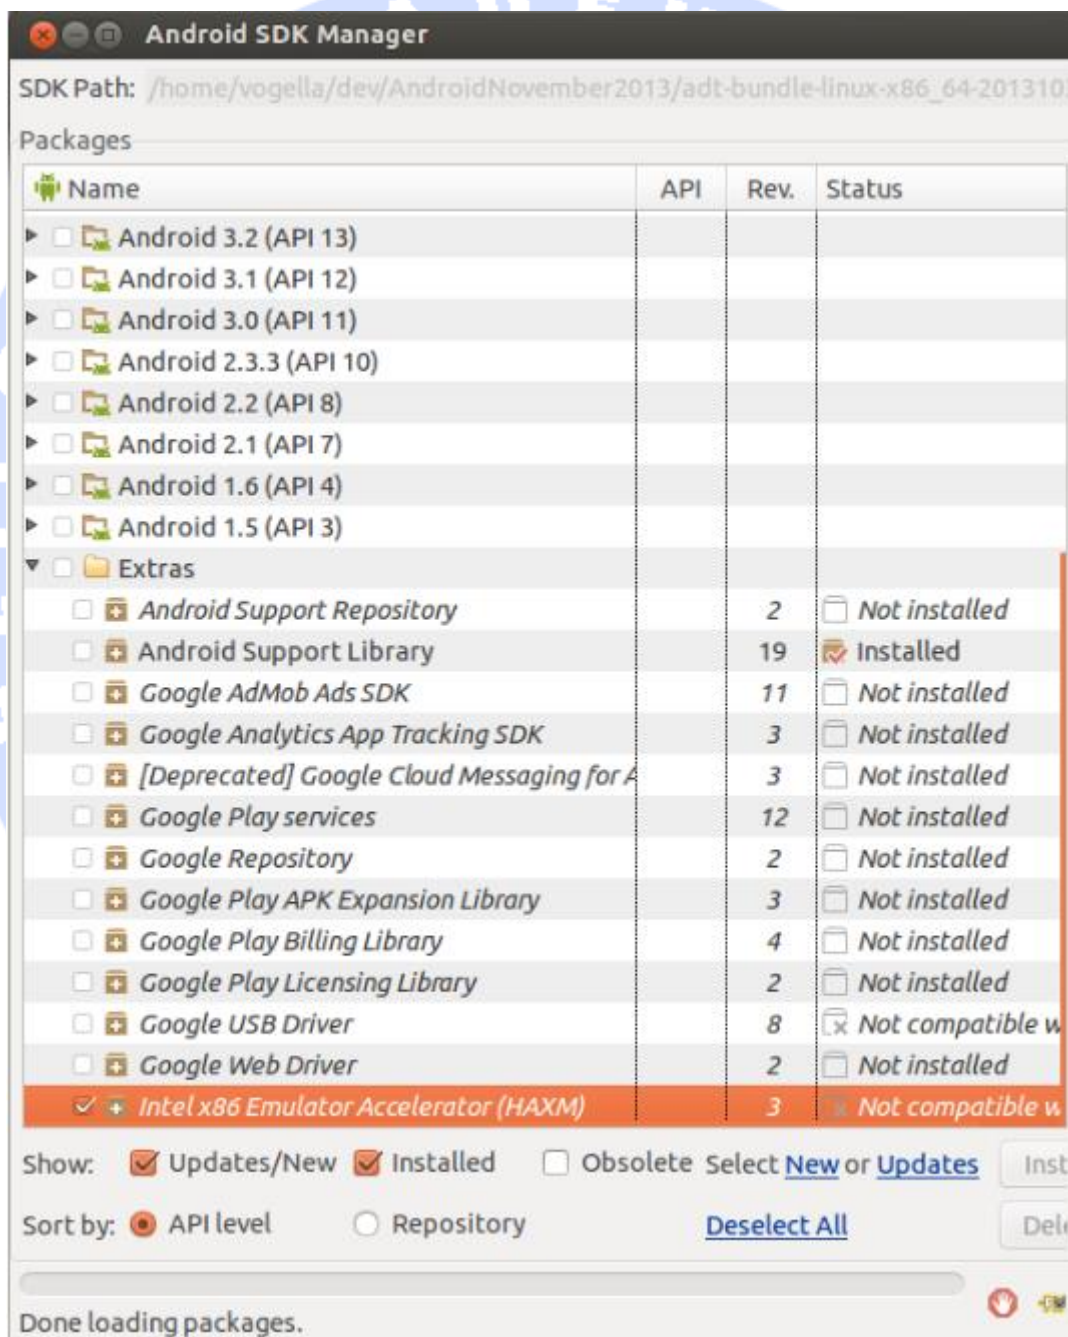 Android SDK Manager
SDK Path: /home/vogella/dev/AndroidNovember2013/adt-bundle-linux-x86_64-201310
Packages
Name API Rev. Status
Android 3.2 (API 13)
Android 3.1 (API 12)
Android 3.0 (API 11)
Android 2.3.3 (API 10)
Android 2.2 (API 8)
Android 2.1 (API 7)
Android 1.6 (API 4)
Android 1.5 (API 3)
Extras
Android Support Repository 2 Not installed
Android Support Library 19 Installed
Google AdMob Ads SDK 11 Not installed
Google Analytics App Tracking SDK 3 Not installed
[Deprecated] Google Cloud Messaging for A 3 Not installed
Google Play services 12 Not installed
Google Repository 2 Not installed
Google Play APK Expansion Library 3 Not installed
Google Play Billing Library 4 Not installed
Google Play Licensing Library 2 Not installed
Google USB Driver 8 Not compatible w
Google Web Driver 2 Not installed
Intel x86 Emulator Accelerator (HAXM) 3 Not compatible w
Show: Updates/New Installed Obsolete Select New or Updates Inst
Sort by: API level Repository Deselect All Dele
Done loading packages.